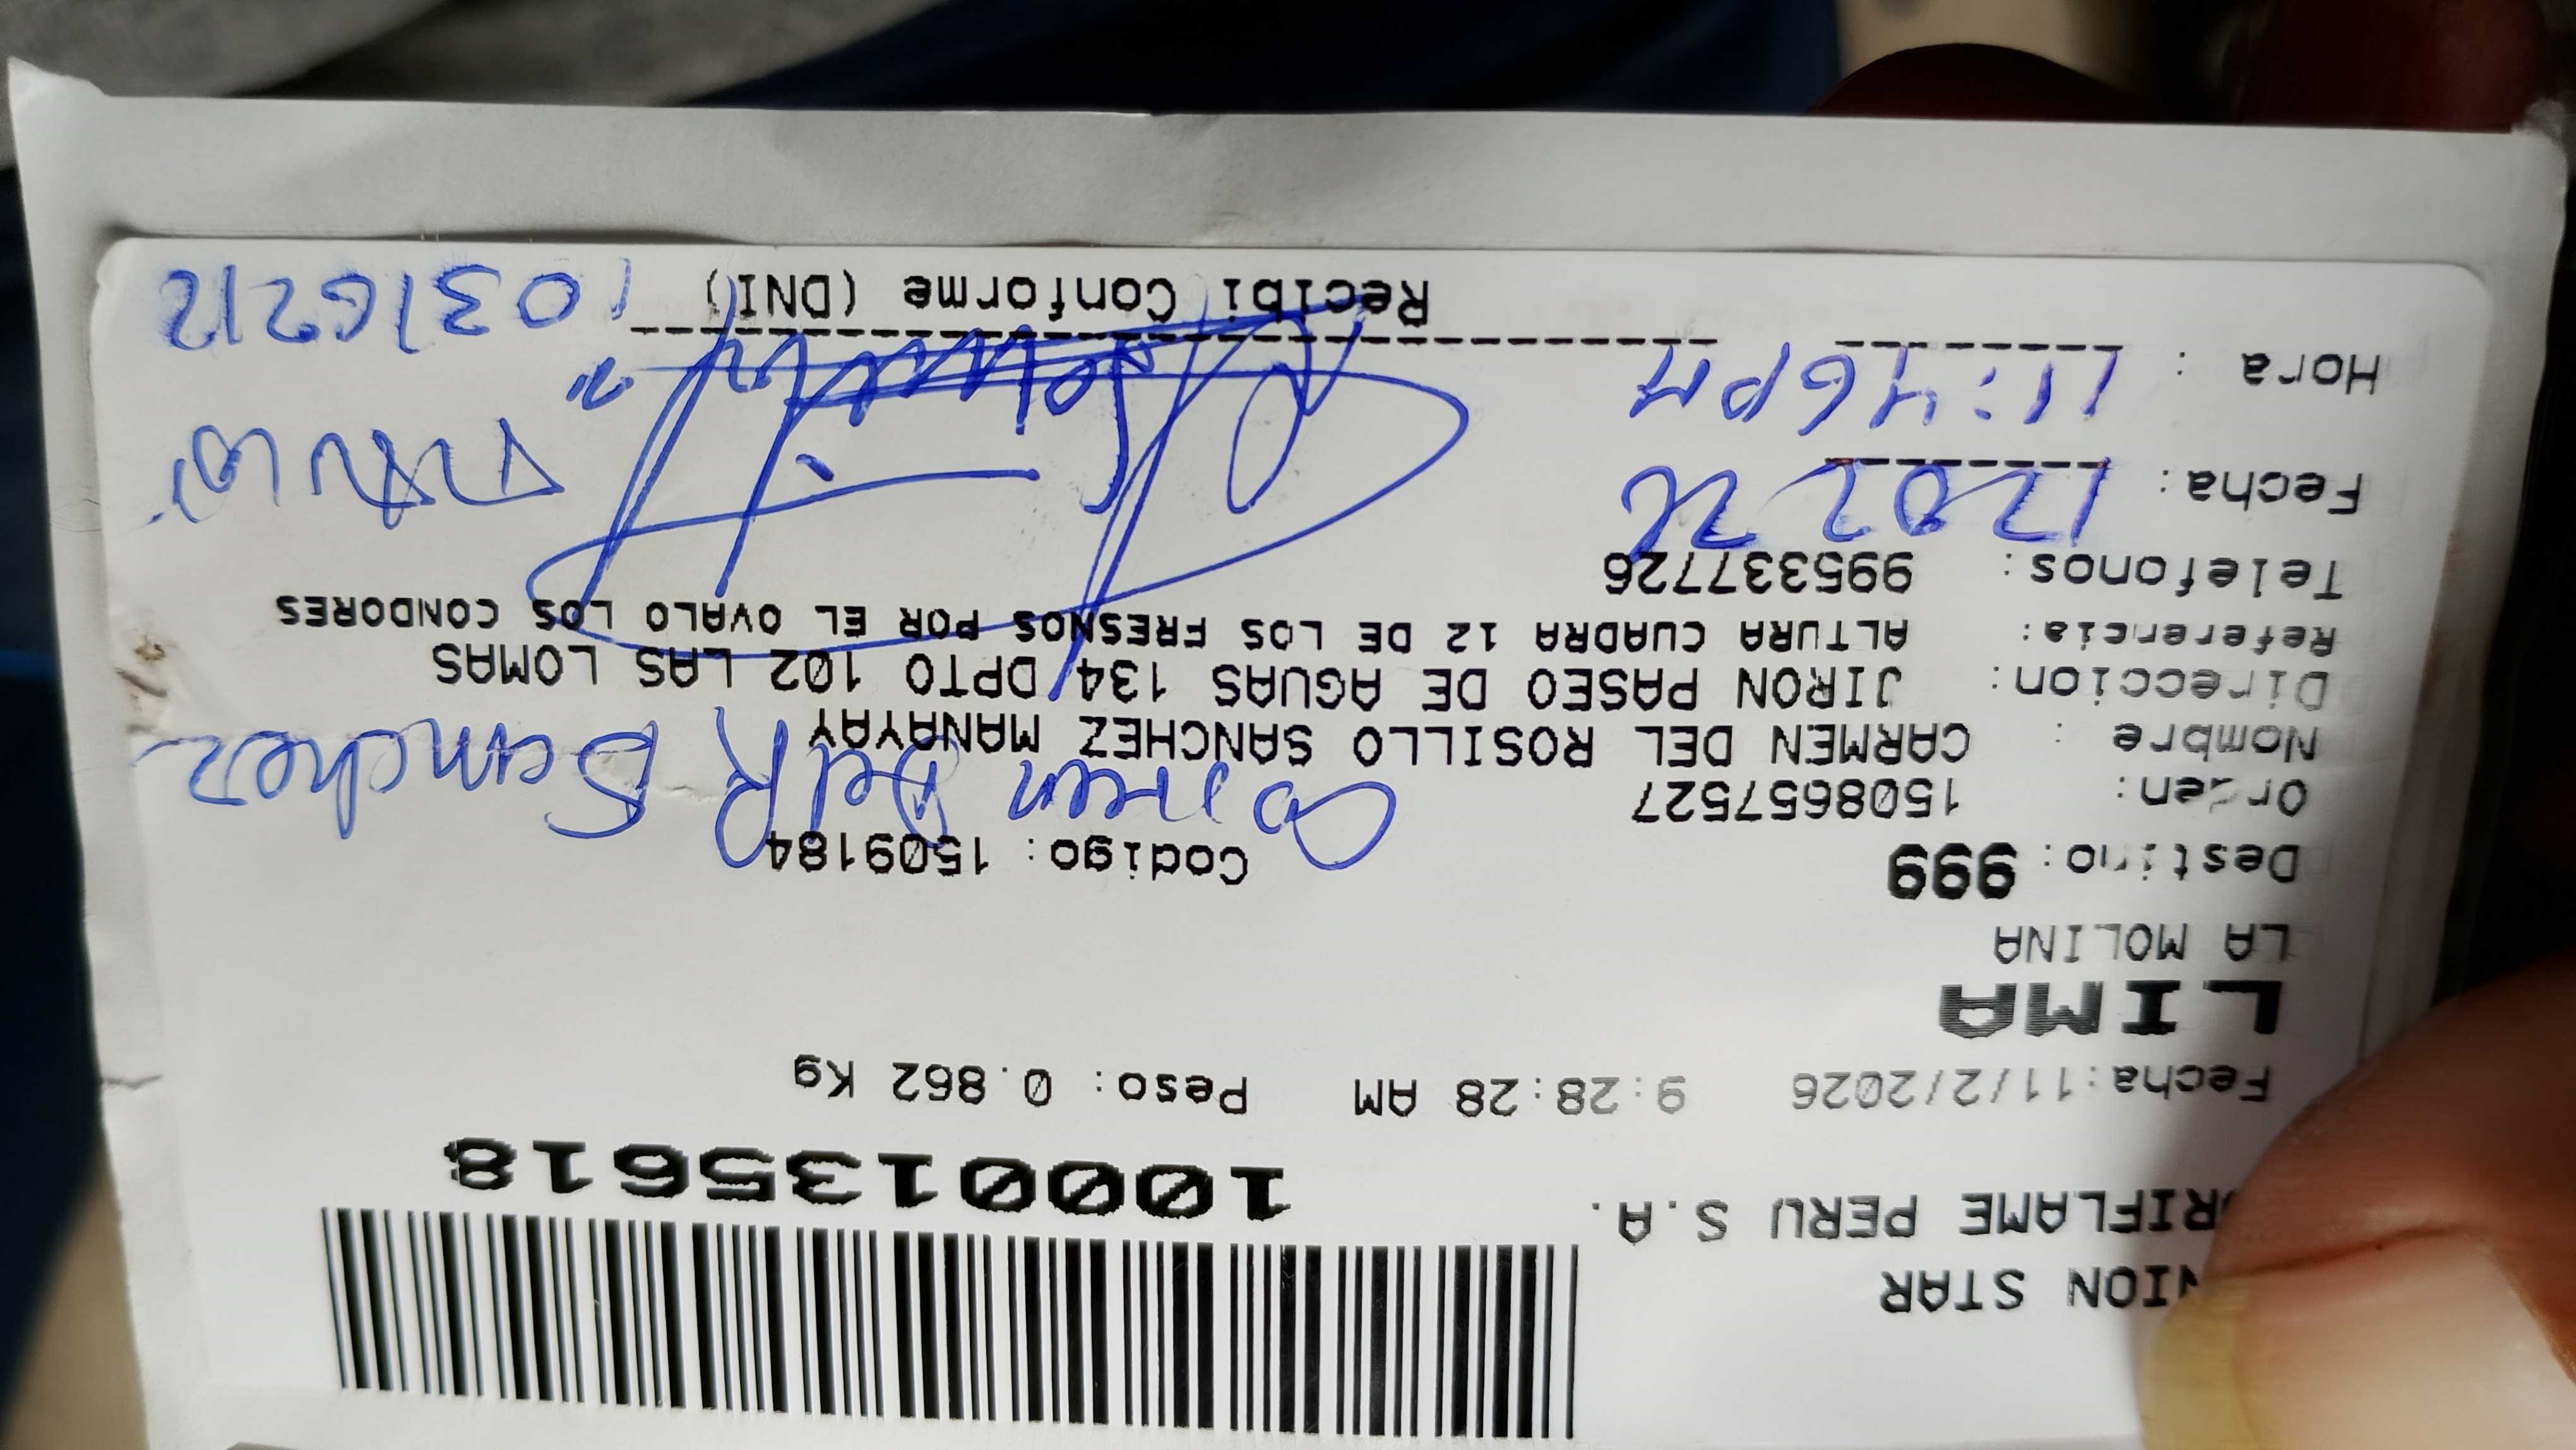 NION STAR
RIFLAME PERU S.A.
1000135618
Fecha:11/2/2026 9:28:28 AM Peso: 0.862 Kg
LIMA
LA MOLINA
Destino: 999 Codigo: 1509184
Orden: 1508657527
Carmen Del R Sanchez
Nombre : CARMEN DEL ROSILLO SANCHEZ MANAYAY
Direccion: JIRON PASEO DE AGUAS 134 DPTO 102 LAS LOMAS
Referencia: ALTURA CUADRA 12 DE LOS FRESNOS POR EL OVALO LOS CONDORES
Telefonos: 995337726
Fecha: 12 02 26
Hora : 11:46 PM
Recibi Conforme (DNI) 10316212